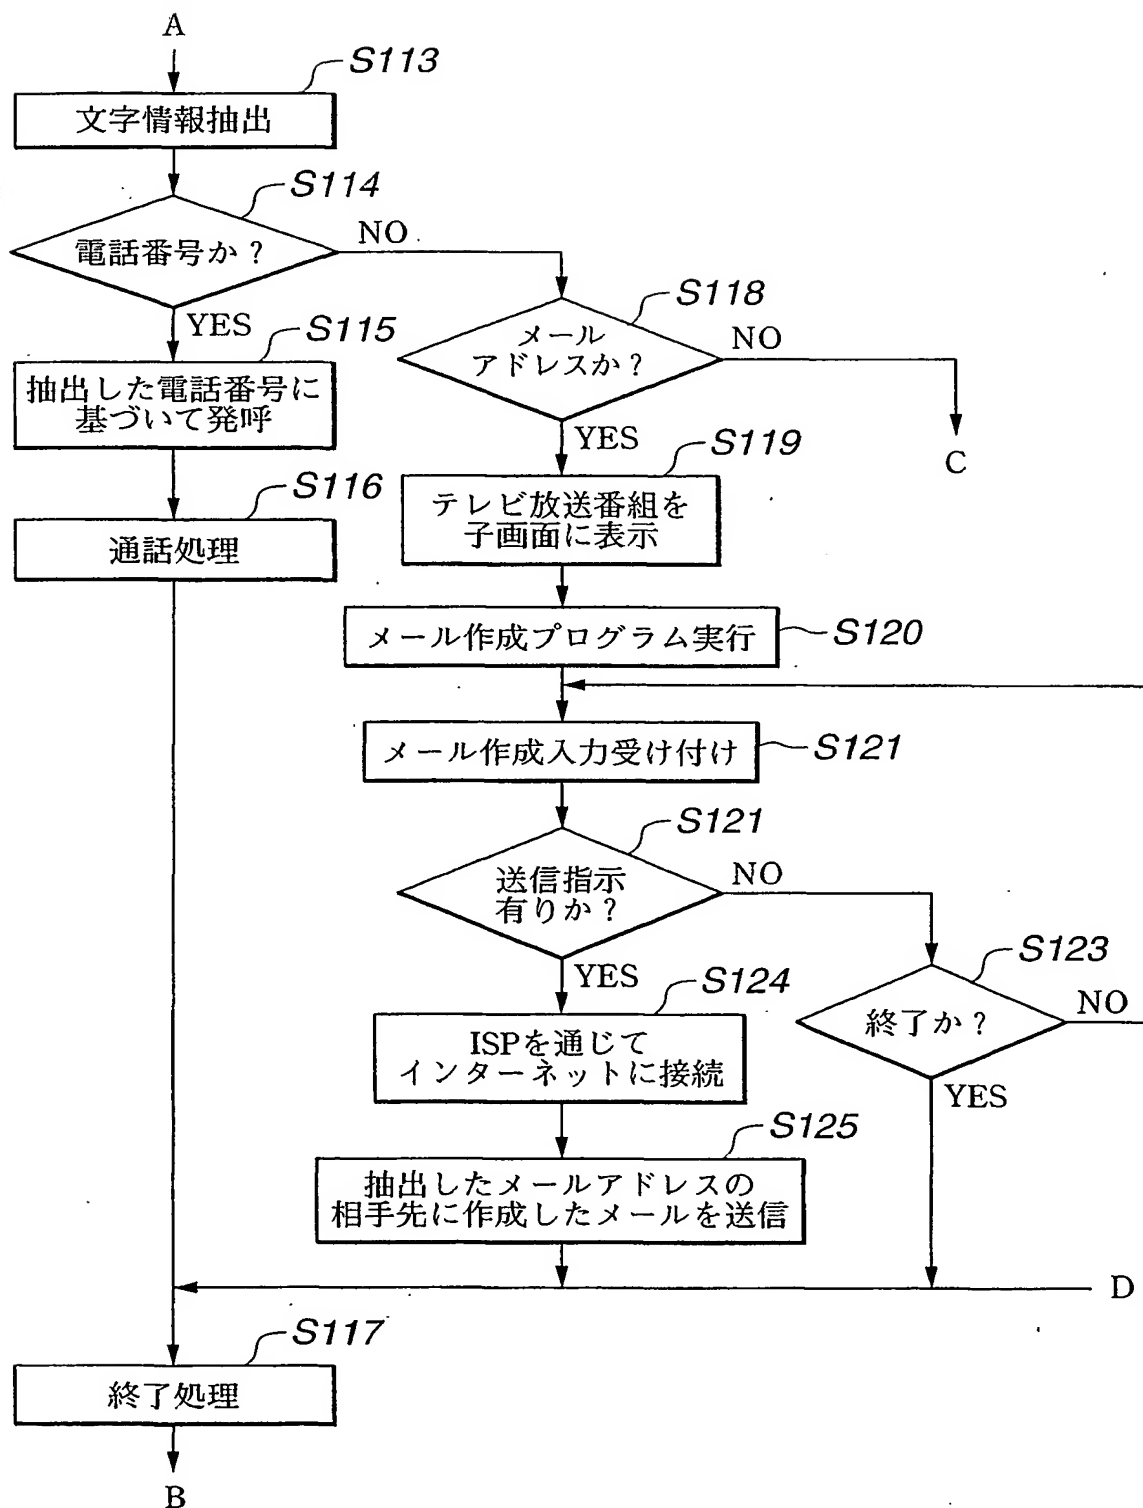 A
S113
文字情報抽出
S114
電話番号か?
NO
YES
S115
抽出した電話番号に
基づいて発呼
S116
通話処理
S118
メール
アドレスか?
NO
C
YES
S119
テレビ放送番組を
子画面に表示
メール作成プログラム実行
S120
メール作成入力受け付け
S121
S121
送信指示
有りか?
NO
YES
S123
終了か?
NO
YES
S124
ISPを通じて
インターネットに接続
S125
抽出したメールアドレスの
相手先に作成したメールを送信
D
S117
終了処理
B